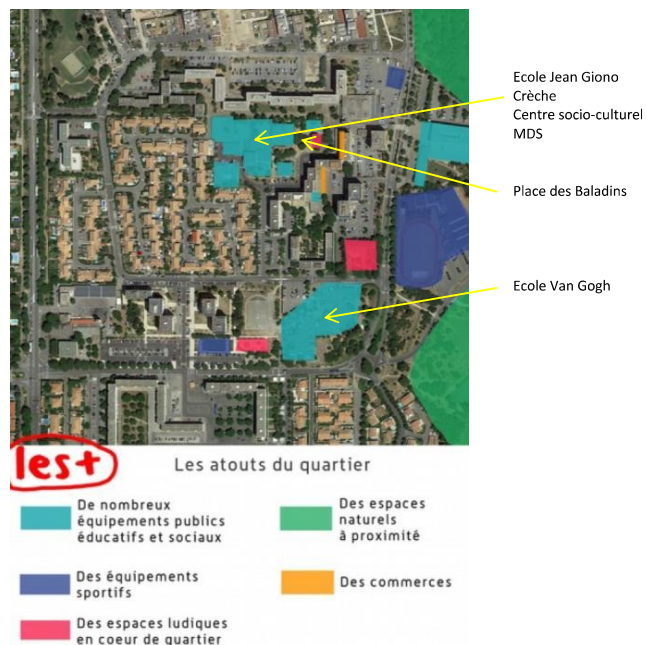 Ecole Jean Giono
Crèche
Centre socio-culturel
MDS
Place des Baladins
Ecole Van Gogh
les+
Les atouts du quartier
De nombreux
équipements publics
éducatifs et sociaux
Des équipements
sportifs
Des espaces ludiques
en coeur de quartier
Des espaces
naturels
à proximité
Des commerces